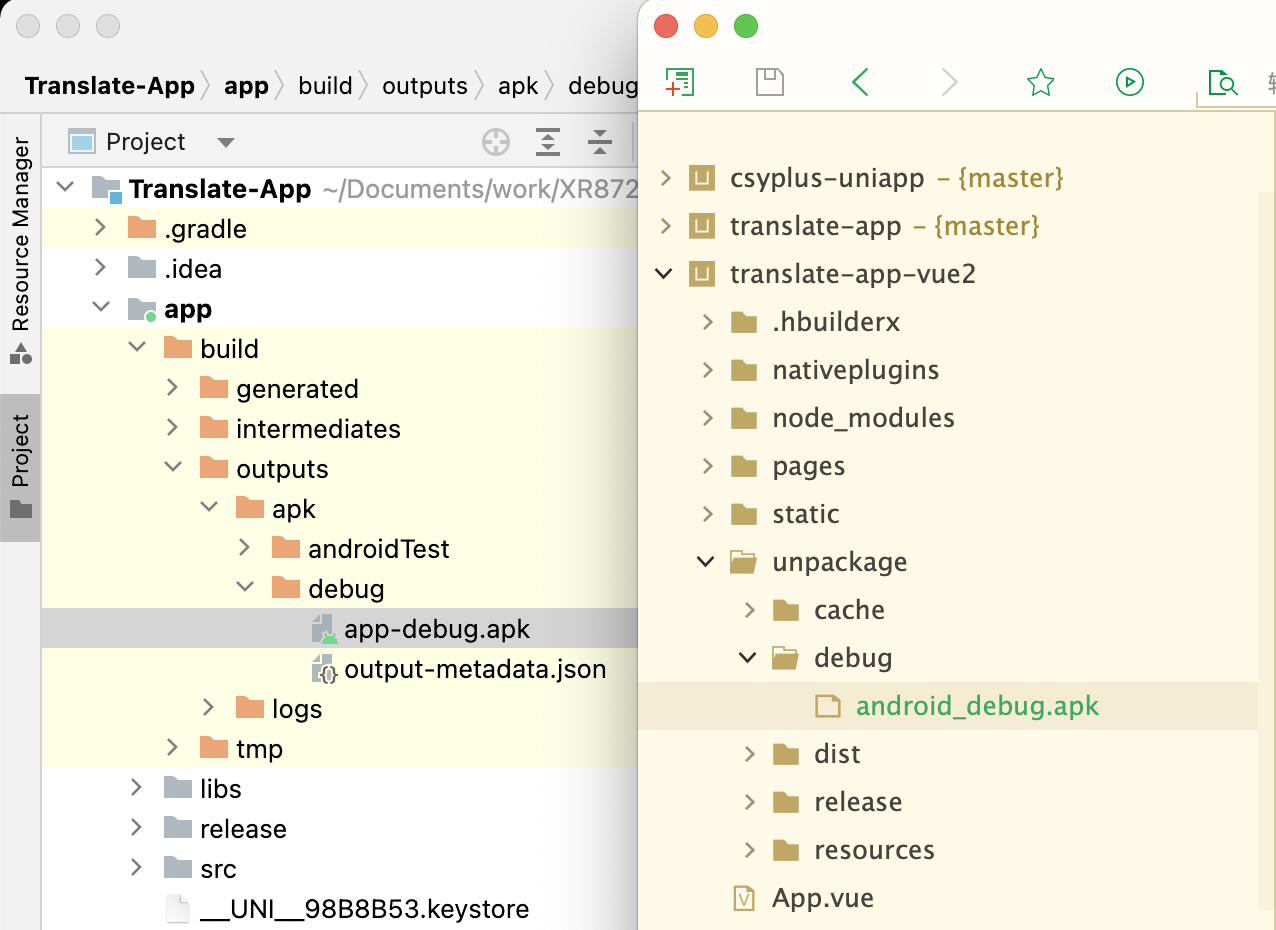 Translate-App app build outputs apk debug
Resource Manager
Project
Project
Translate-App ~/Documents/work/XR872
.gradle
.idea
app
build
generated
intermediates
outputs
apk
androidTest
debug
app-debug.apk
output-metadata.json
logs
tmp
libs
release
src
__UNI__98B8B53.keystore
csyplus-uniapp – {master}
translate-app – {master}
translate-app-vue2
.hbuilderx
nativeplugins
node_modules
pages
static
unpackage
cache
debug
android_debug.apk
dist
release
resources
App.vue